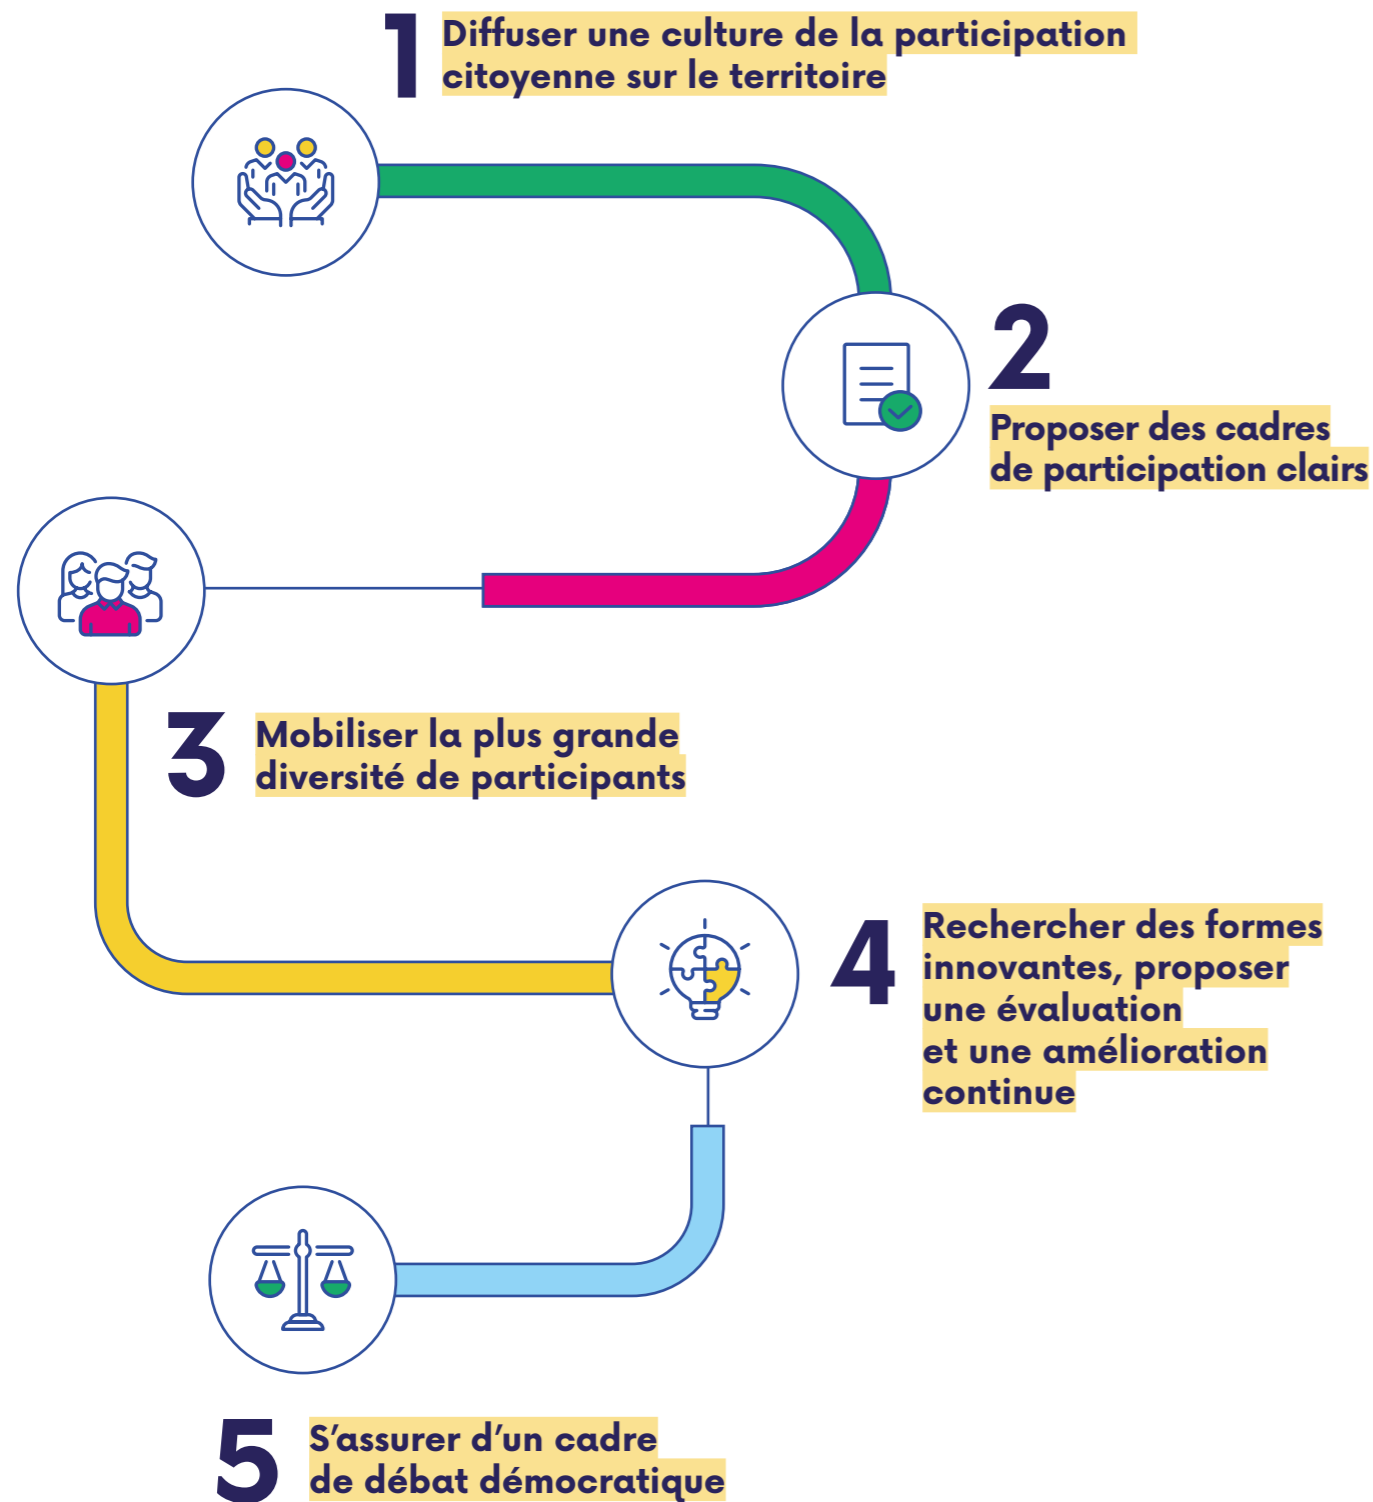 1
Diffuser une culture de la participation
citoyenne sur le territoire
2
Proposer des cadres
de participation clairs
3
Mobiliser la plus grande
diversité de participants
4
Rechercher des formes
innovantes, proposer
une évaluation
et une amélioration
continue
5
S’assurer d’un cadre
de débat démocratique